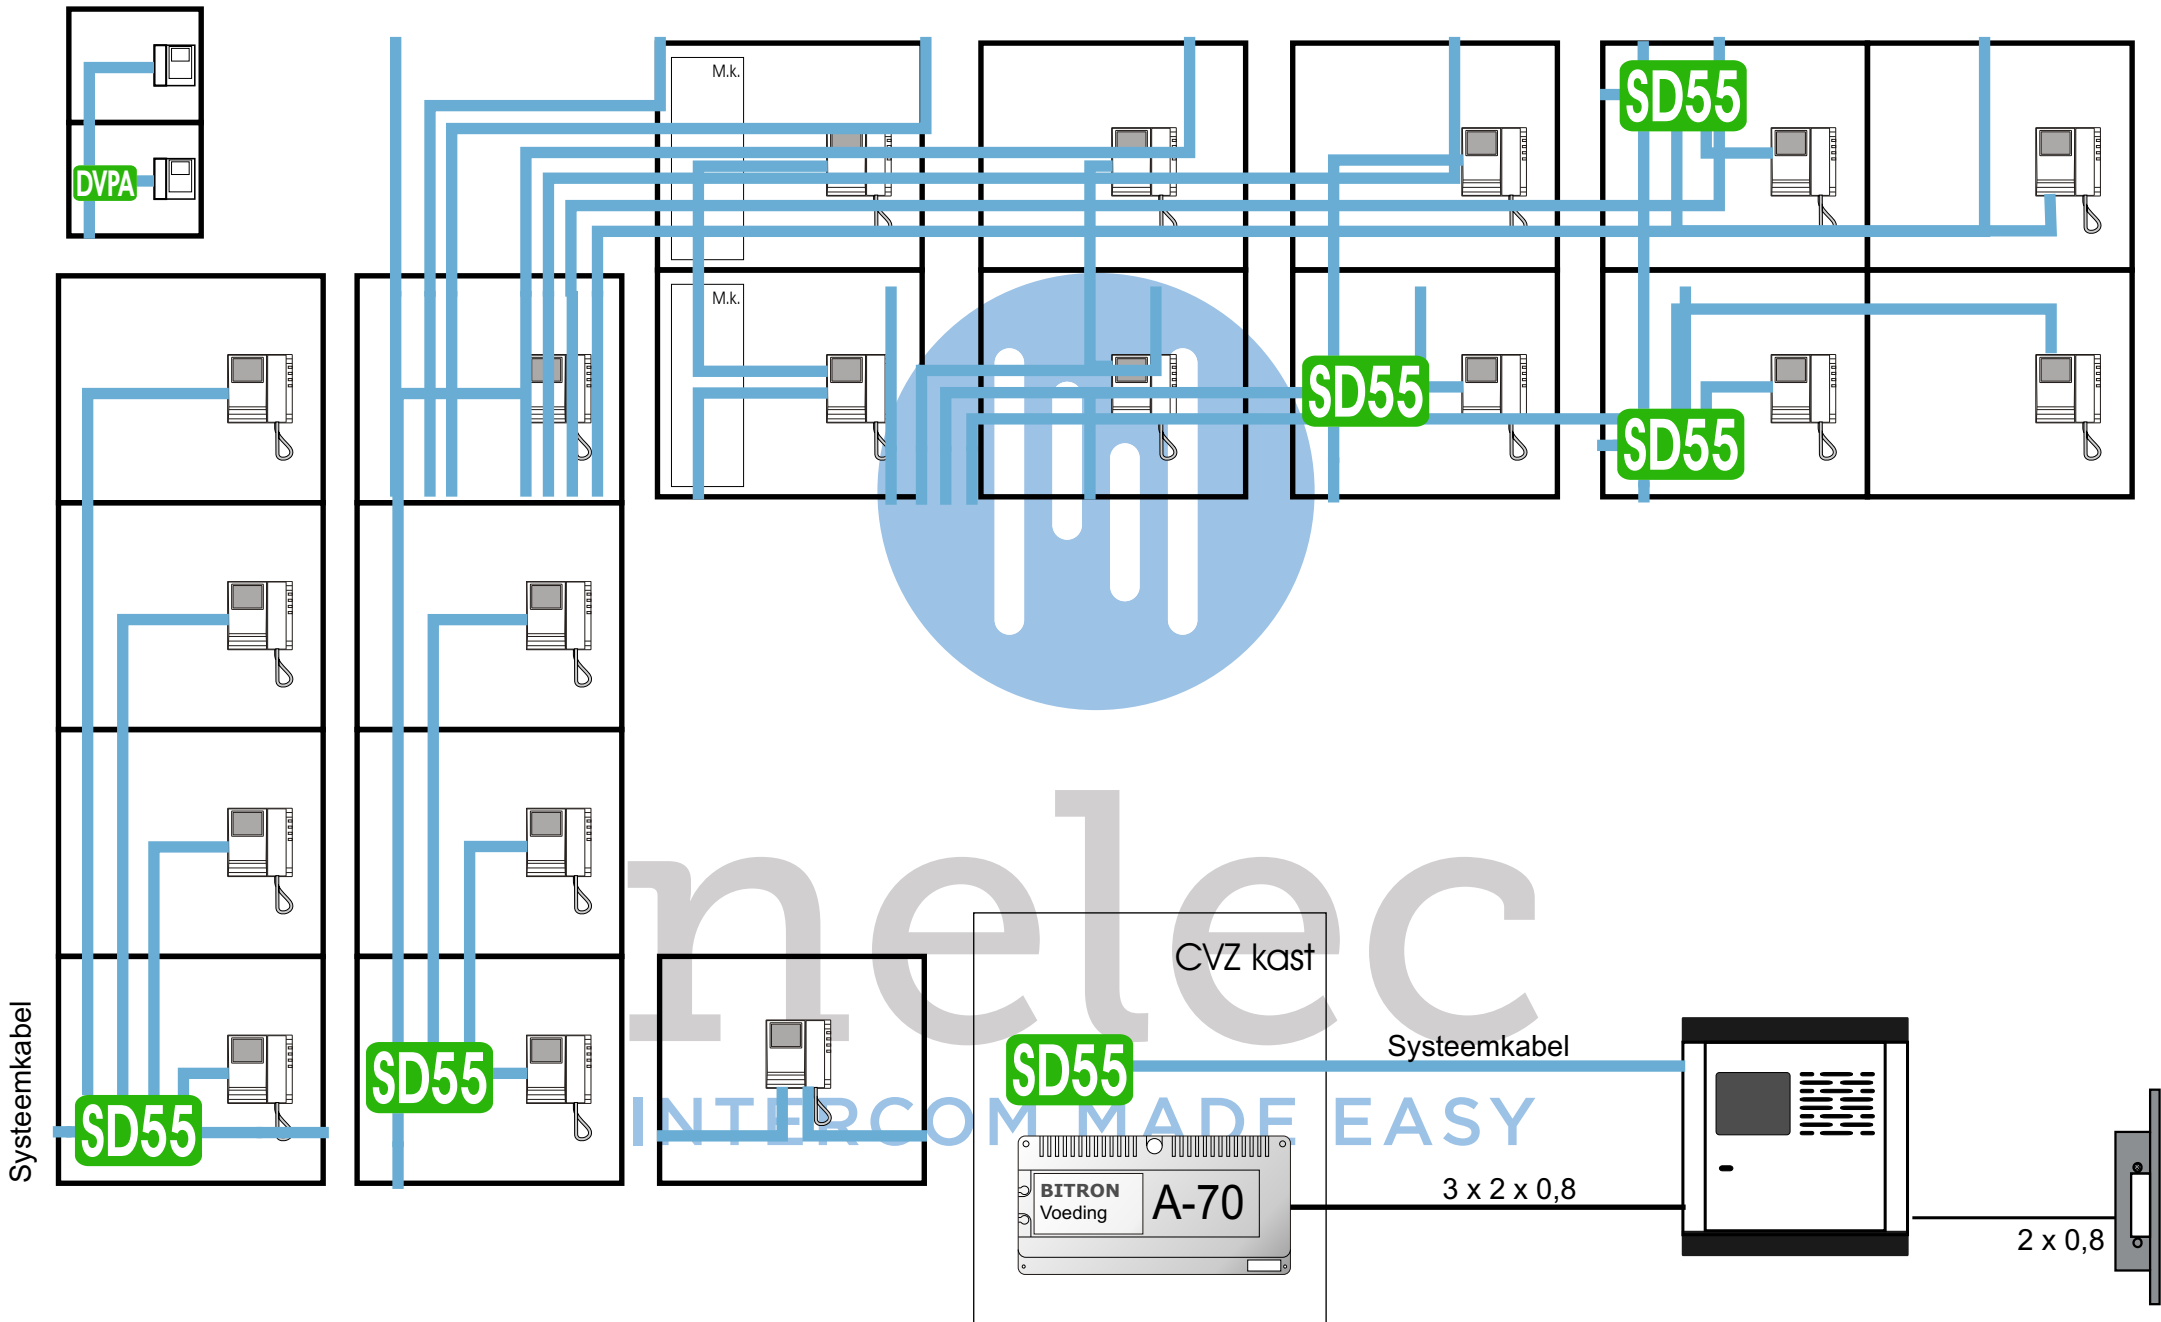 M.k.
SD55
DVPA
M.k.
SD55
SD55
nelec
CVZ kast
Systeemkabel
SD55
SD55
SD55
Systeemkabel
INTERCOM MADE EASY
BITRON
Voeding
A-70
3 x 2 x 0,8
2 x 0,8